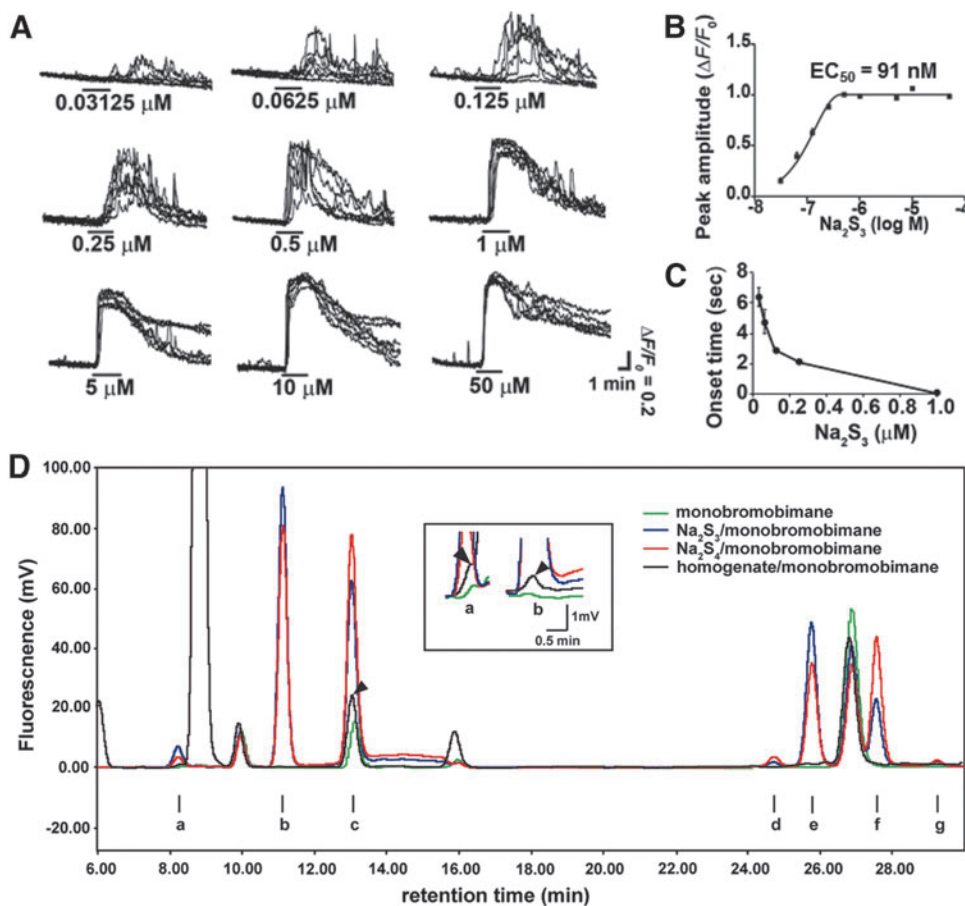 A
0.03125 µM
0.0625 µM
0.125 µM
0.25 µM
0.5 µM
1 µM
5 µM
10 µM
50 µM
1 min
ΔF/F₀ = 0.2
B
Peak amplitude (ΔF/F₀)
1.5
1.0
0.5
0.0
EC₅₀ = 91 nM
-8 -7 -6 -5 -4
Na₂S₃ (log M)
C
Onset time (sec)
8
6
4
2
0
0 0.2 0.4 0.6 0.8 1.0
Na₂S₃ (µM)
D
Fluorescnence (mV)
100.00
80.00
60.00
40.00
20.00
0.00
-20.00
monobromobimane
Na₂S₃/monobromobimane
Na₂S₄/monobromobimane
homogenate/monobromobimane
a b
1mV
0.5 min
a b c d e f g
6.00 8.00 10.00 12.00 14.00 16.00 18.00 20.00 22.00 24.00 26.00 28.00
retention time (min)